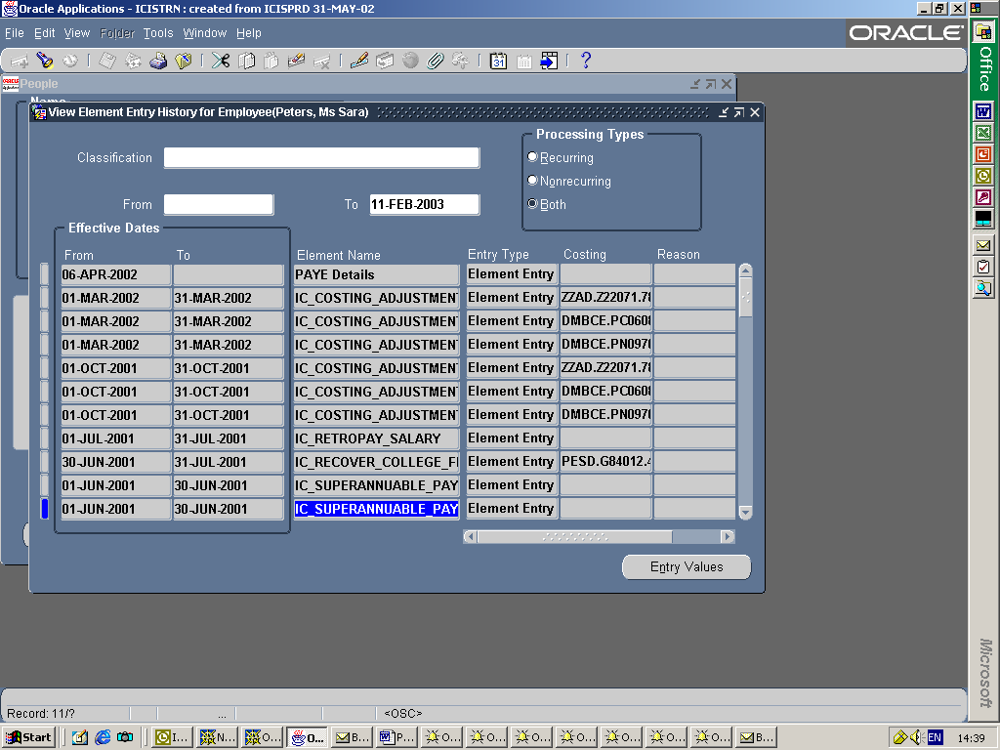 Oracle Applications - ICISTRN : created from ICISPRD 31-MAY-02
File Edit View Folder Tools Window Help
ORACLE
People
Name
View Element Entry History for Employee(Peters, Ms Sara)
Processing Types
Classification
Recurring
Nonrecurring
From To 11-FEB-2003 Both
Effective Dates
From To Element Name Entry Type Costing Reason
06-APR-2002 PAYE Details Element Entry
01-MAR-2002 31-MAR-2002 IC_COSTING_ADJUSTMENT Element Entry ZZAD.Z22071.78
01-MAR-2002 31-MAR-2002 IC_COSTING_ADJUSTMENT Element Entry DMBCE.PC0608
01-MAR-2002 31-MAR-2002 IC_COSTING_ADJUSTMENT Element Entry DMBCE.PN0970
01-OCT-2001 31-OCT-2001 IC_COSTING_ADJUSTMENT Element Entry ZZAD.Z22071.78
01-OCT-2001 31-OCT-2001 IC_COSTING_ADJUSTMENT Element Entry DMBCE.PC0608
01-OCT-2001 31-OCT-2001 IC_COSTING_ADJUSTMENT Element Entry DMBCE.PN0970
01-JUL-2001 31-JUL-2001 IC_RETROPAY_SALARY Element Entry
30-JUN-2001 31-JUL-2001 IC_RECOVER_COLLEGE_F Element Entry PESD.G84012.4
01-JUN-2001 30-JUN-2001 IC_SUPERANNUABLE_PAY Element Entry
01-JUN-2001 30-JUN-2001 IC_SUPERANNUABLE_PAY Element Entry
Entry Values
Record: 11/? ... <OSC>
Start I... N... O... O... B... P... O... O... O... O... O... O... O... B... EN 14:39
Office
Microsoft